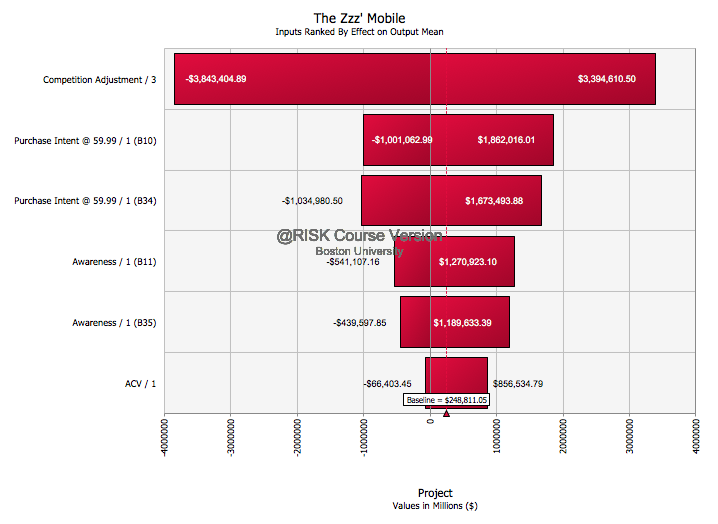 The Zzz' Mobile
Inputs Ranked By Effect on Output Mean
Competition Adjustment / 3
-$3,843,404.89
$3,394,610.50
Purchase Intent @ 59.99 / 1 (B10)
-$1,001,062.99
$1,862,016.01
Purchase Intent @ 59.99 / 1 (B34)
-$1,034,980.50
$1,673,493.88
@RISK Course Version
Boston University
Awareness / 1 (B11)
-$541,107.16
$1,270,923.10
Awareness / 1 (B35)
-$439,597.85
$1,189,633.39
ACV / 1
-$66,403.45
$856,534.79
Baseline = $248,811.05
-4000000
-3000000
-2000000
-1000000
0
1000000
2000000
3000000
4000000
Project
Values in Millions ($)